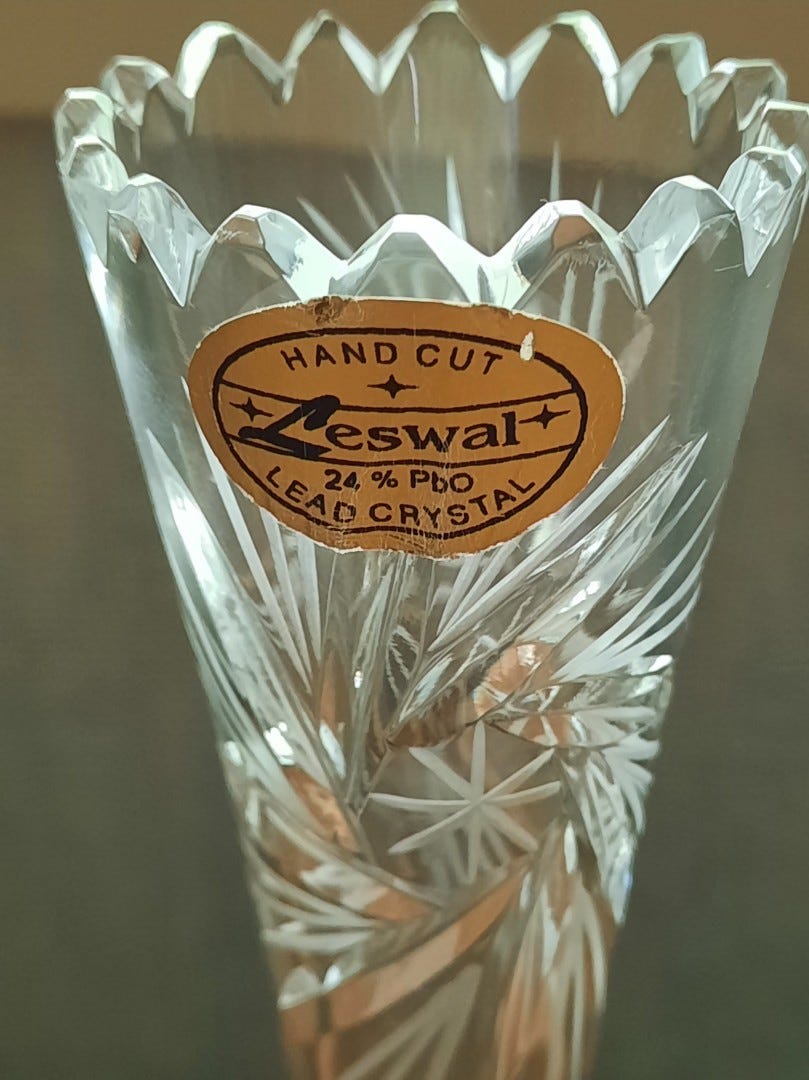 HAND CUT
Leswal
24 % PbO
LEAD CRYSTAL